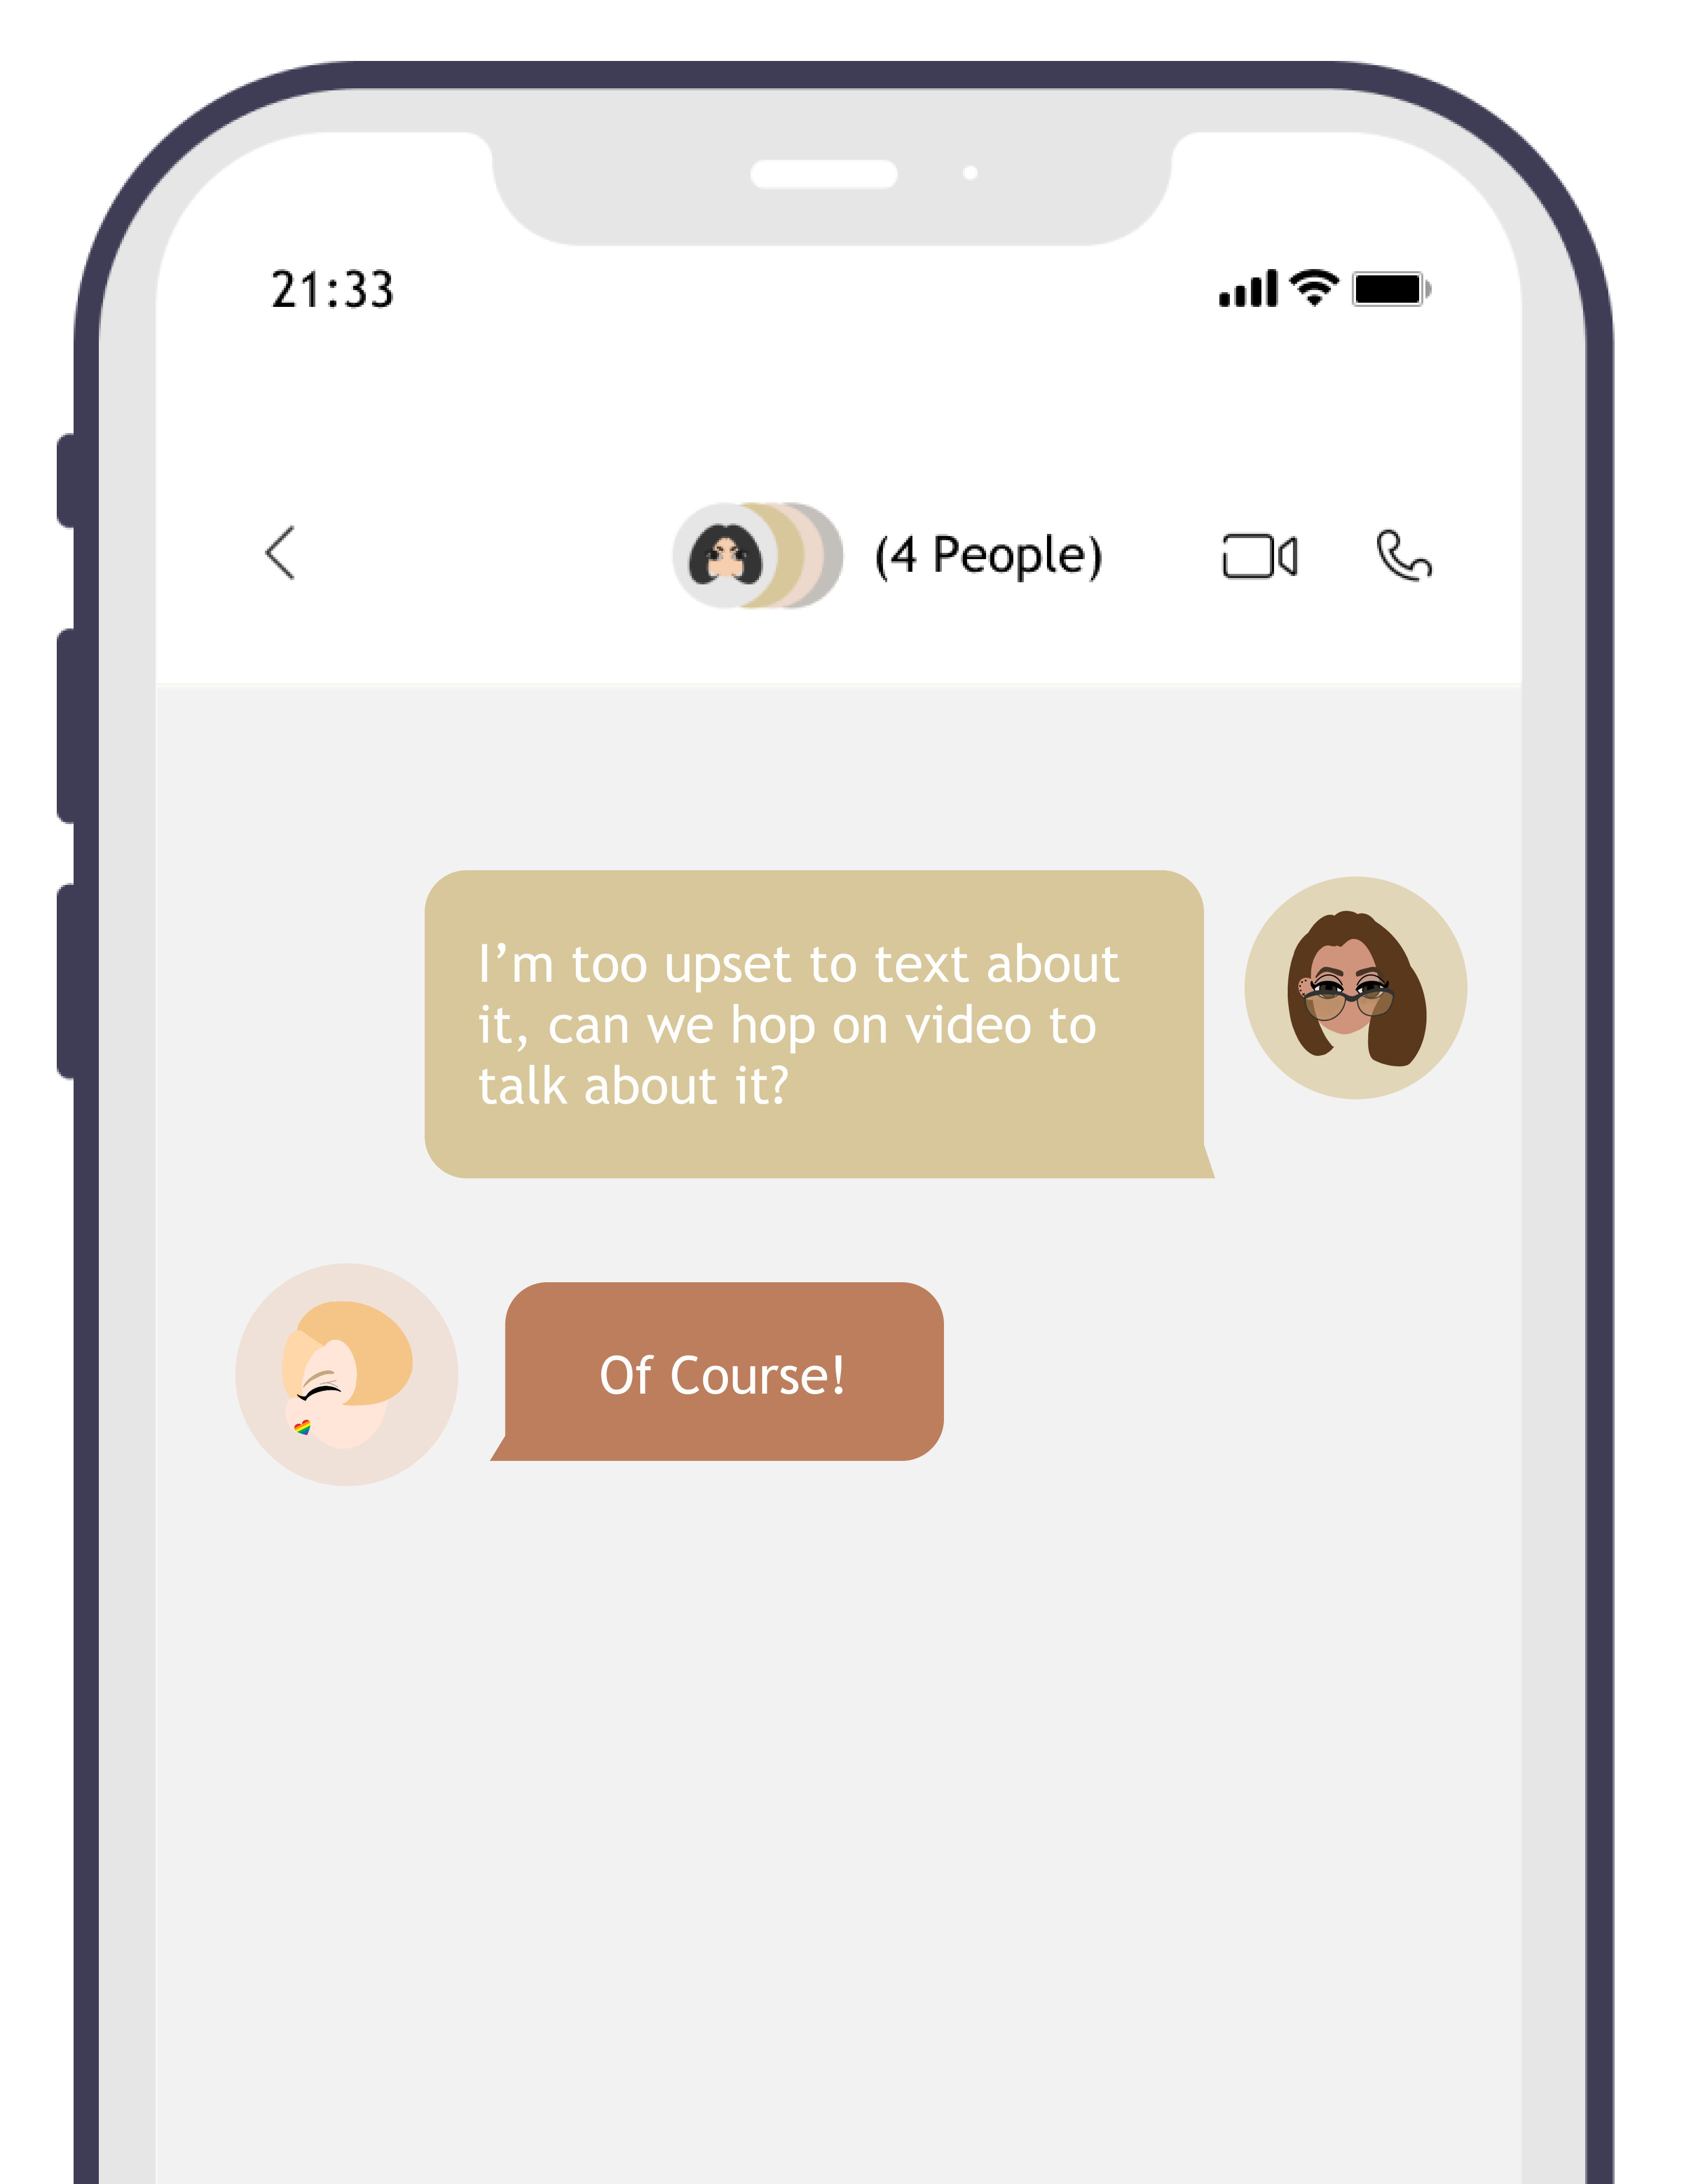 21:33
(4 People)
I’m too upset to text about
it, can we hop on video to
talk about it?
Of Course!